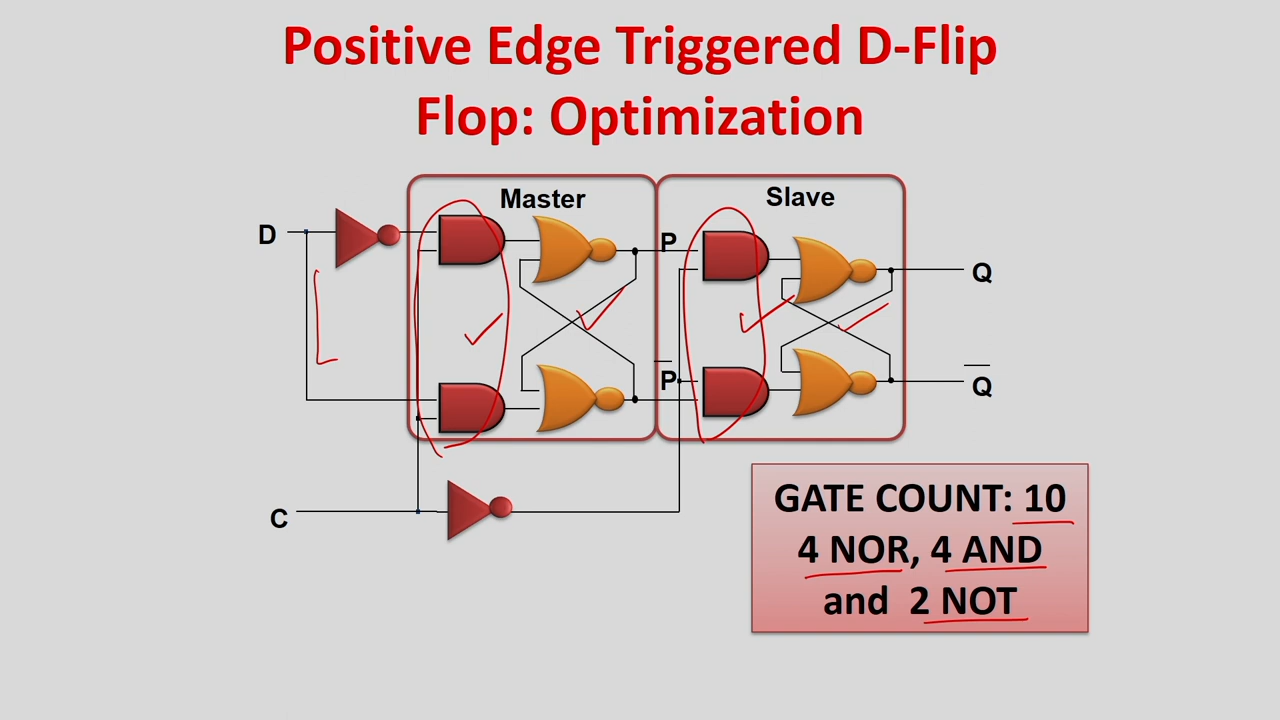 Positive Edge Triggered D-Flip
Flop: Optimization
Master
Slave
D
P
Q
P
Q
C
GATE COUNT: 10
4 NOR, 4 AND
and 2 NOT